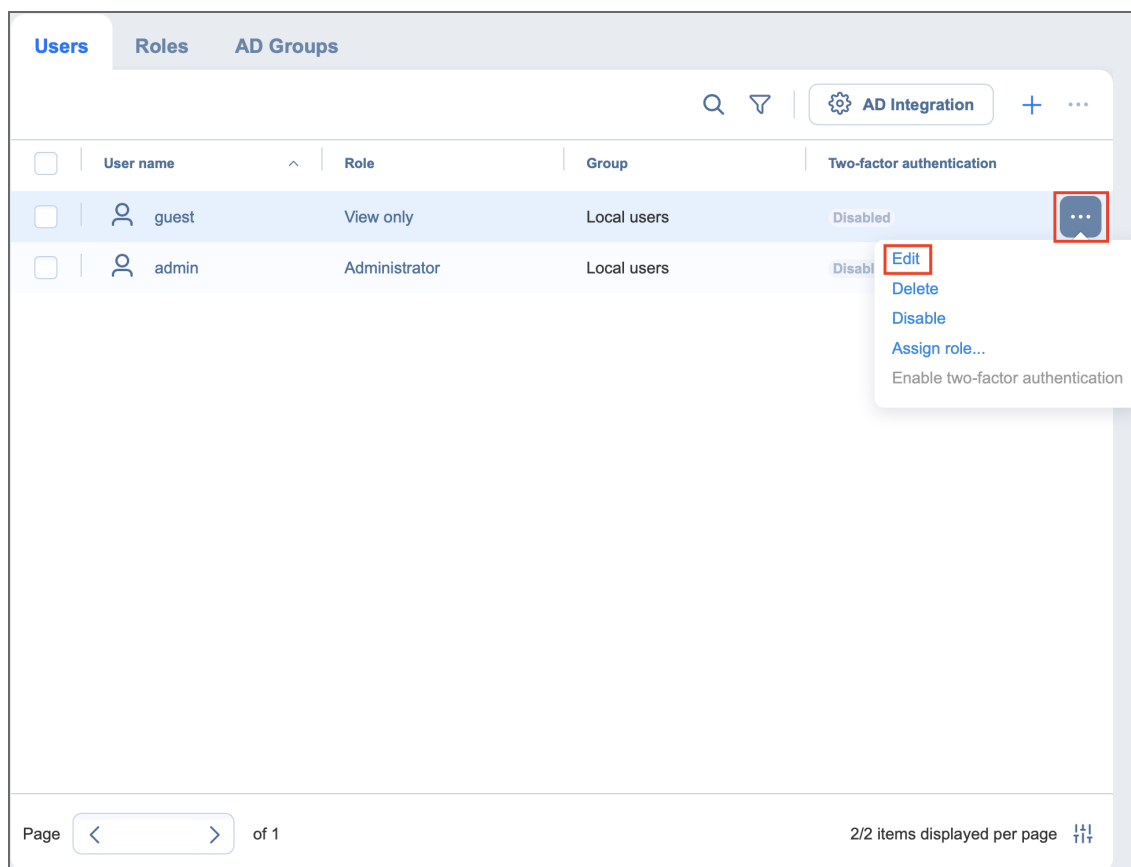 Users Roles AD Groups
AD Integration
User name Role Group Two-factor authentication
guest View only Local users Disabled
admin Administrator Local users
Edit
Delete
Disable
Assign role...
Enable two-factor authentication
Page of 1 2/2 items displayed per page